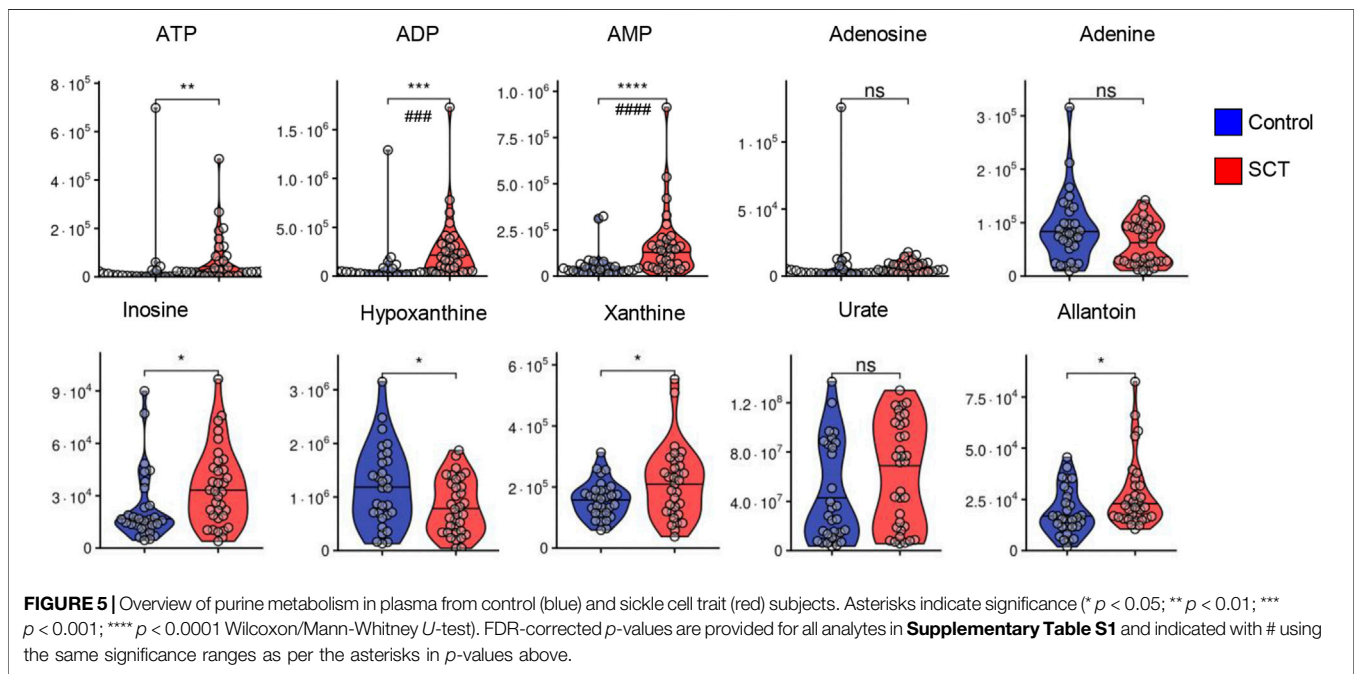 ATP ADP AMP Adenosine Adenine
8·10⁵ 6·10⁵ 4·10⁵ 2·10⁵ 0 **
1.5·10⁶ 1.0·10⁶ 5.0·10⁵ 0 *** ###
1.0·10⁶ 7.5·10⁵ 5.0·10⁵ 2.5·10⁵ 0 **** ####
1·10⁵ 5·10⁴ 0 ns
3·10⁵ 2·10⁵ 1·10⁵ 0 ns
Control
SCT
Inosine Hypoxanthine Xanthine Urate Allantoin
9·10⁴ 6·10⁴ 3·10⁴ 0 *
3·10⁶ 2·10⁶ 1·10⁶ 0 *
6·10⁵ 4·10⁵ 2·10⁵ 0 *
1.2·10⁸ 8.0·10⁷ 4.0·10⁷ 0 ns
7.5·10⁴ 5.0·10⁴ 2.5·10⁴ 0 *
FIGURE 5 | Overview of purine metabolism in plasma from control (blue) and sickle cell trait (red) subjects. Asterisks indicate significance (* p < 0.05; ** p < 0.01; ***
p < 0.001; **** p < 0.0001 Wilcoxon/Mann-Whitney U-test). FDR-corrected p-values are provided for all analytes in Supplementary Table S1 and indicated with # using
the same significance ranges as per the asterisks in p-values above.